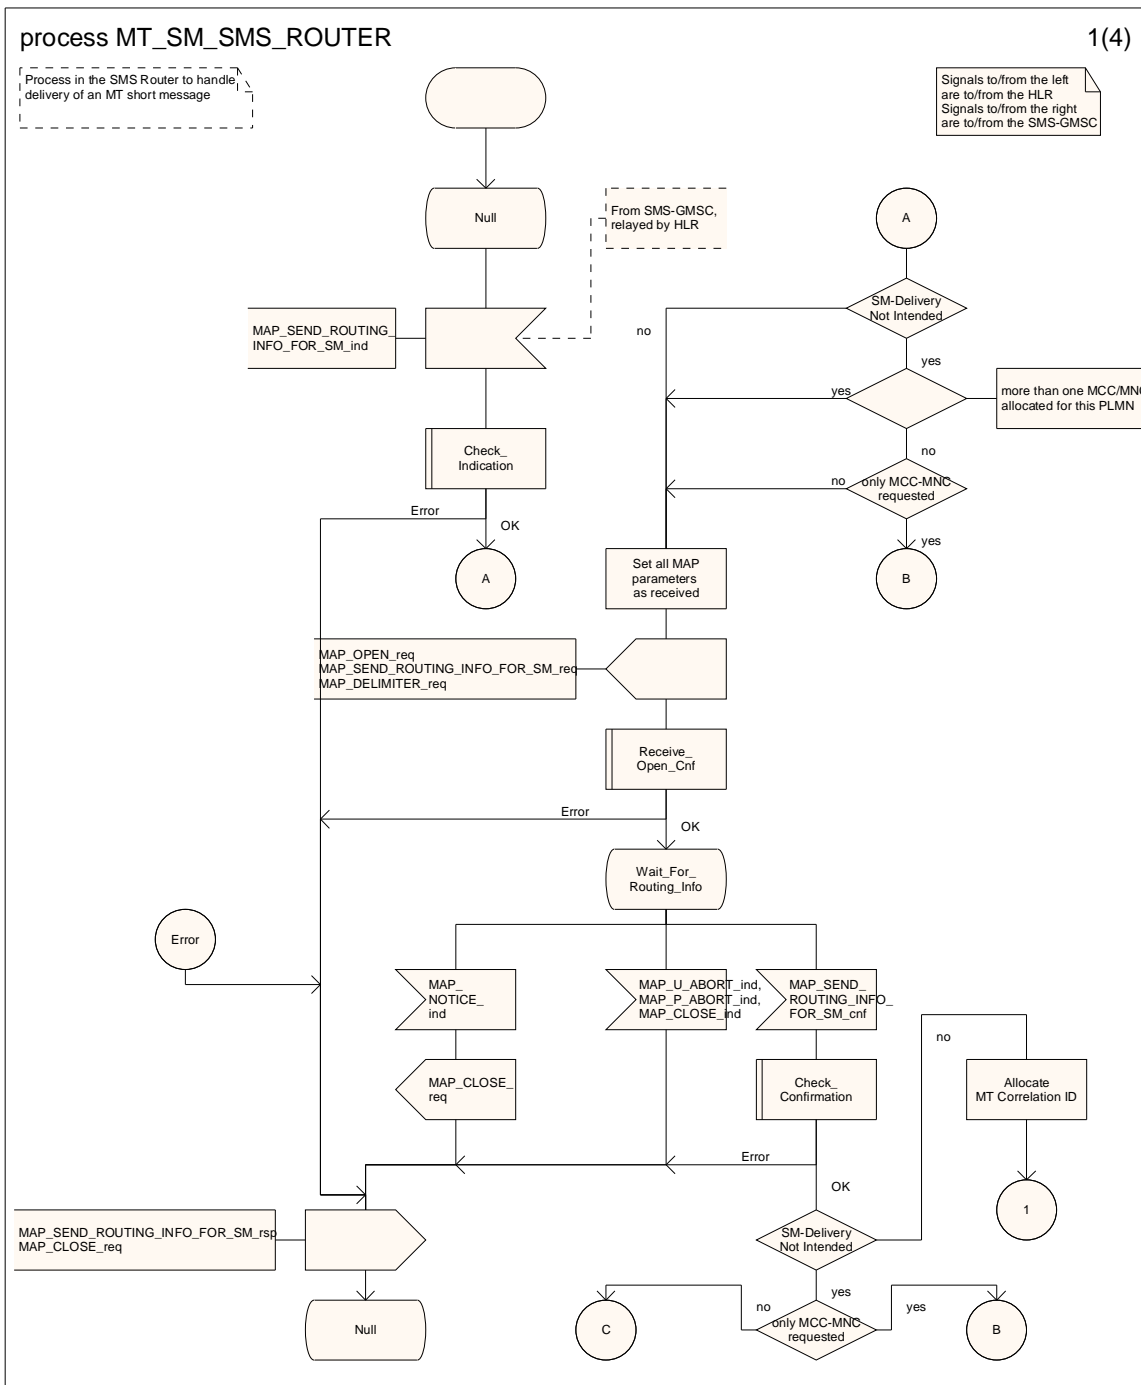 process MT_SM_SMS_ROUTER
1(4)
Process in the SMS Router to handle
delivery of an MT short message
Signals to/from the left
are to/from the HLR
Signals to/from the right
are to/from the SMS-GMSC
Null
From SMS-GMSC,
relayed by HLR
A
SM-Delivery
Not Intended
no
yes
MAP_SEND_ROUTING_
INFO_FOR_SM_ind
yes
more than one MCC/MNC
allocated for this PLMN
no
Check_
Indication
only MCC-MNC
requested
no
Error
OK
yes
A
B
Set all MAP
parameters
as received
MAP_OPEN_req
MAP_SEND_ROUTING_INFO_FOR_SM_req
MAP_DELIMITER_req
Receive_
Open_Cnf
Error
OK
Wait_For_
Routing_Info
Error
MAP_
NOTICE_
ind
MAP_U_ABORT_ind,
MAP_P_ABORT_ind,
MAP_CLOSE_ind
MAP_SEND_
ROUTING_INFO_
FOR_SM_cnf
no
MAP_CLOSE_
req
Check_
Confirmation
Allocate
MT Correlation ID
Error
OK
1
MAP_SEND_ROUTING_INFO_FOR_SM_rsp
MAP_CLOSE_req
SM-Delivery
Not Intended
yes
no
yes
Null
C
only MCC-MNC
requested
B